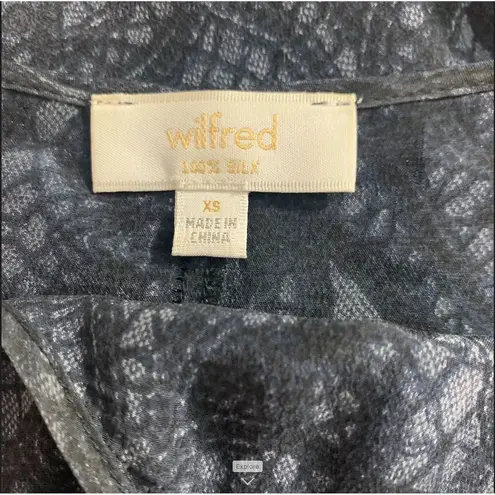 wilfred
100% SILK
XS
MADE IN
CHINA
Explore